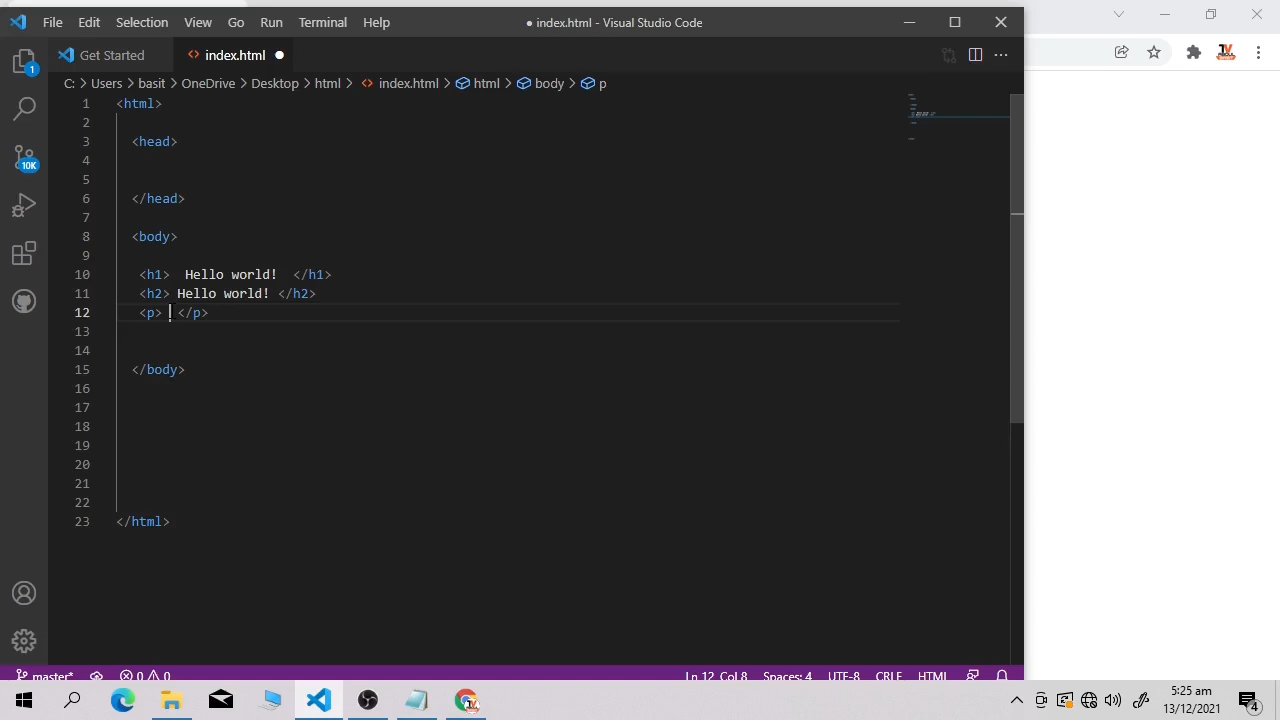 File Edit Selection View Go Run Terminal Help ● index.html - Visual Studio Code
Get Started <> index.html ●
C: > Users > basit > OneDrive > Desktop > html > <> index.html > html > body > p
1 <html>
2
3 <head>
4
5
6 </head>
7
8 <body>
9
10 <h1>  Hello world!  </h1>
11 <h2> Hello world! </h2>
12 <p>  </p>
13
14
15 </body>
16
17
18
19
20
21
22
23 </html>
1
10K
master* 0 0 Ln 12, Col 8 Spaces: 4 UTF-8 CRLF HTML
5:25 am
13/12/2021
4